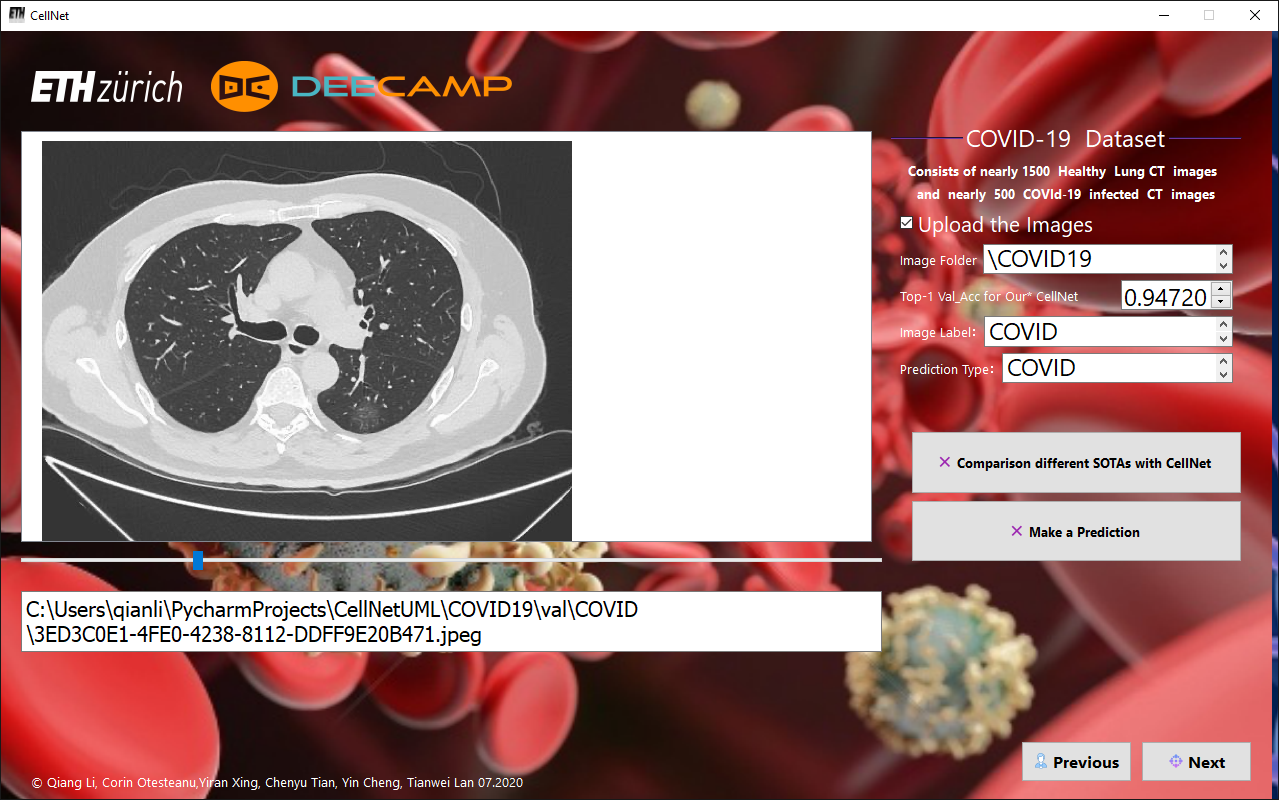 CellNet
ETH zürich
DEECAMP
COVID-19 Dataset
Consists of nearly 1500 Healthy Lung CT images
and nearly 500 COVId-19 infected CT images
Upload the Images
Image Folder \COVID19
Top-1 Val_Acc for Our* CellNet 0.94720
Image Label: COVID
Prediction Type: COVID
Comparison different SOTAs with CellNet
Make a Prediction
C:\Users\qianli\PycharmProjects\CellNetUML\COVID19\val\COVID
\3ED3C0E1-4FE0-4238-8112-DDFF9E20B471.jpeg
Previous
Next
© Qiang Li, Corin Otesteanu,Yiran Xing, Chenyu Tian, Yin Cheng, Tianwei Lan 07.2020